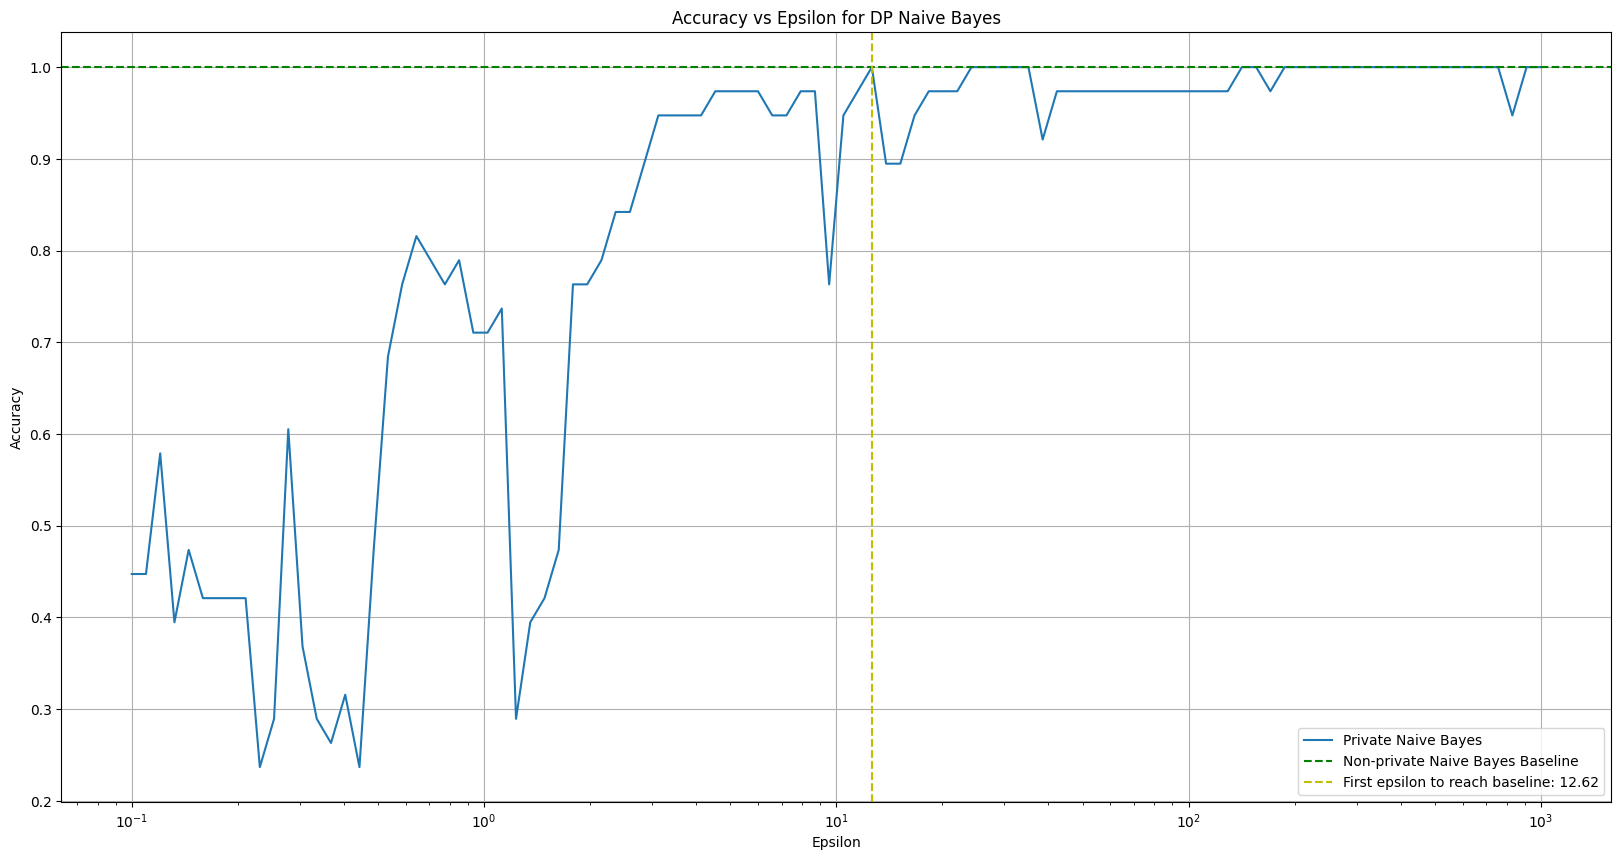 Accuracy vs Epsilon for DP Naive Bayes
Accuracy
1.0
0.9
0.8
0.7
0.6
0.5
0.4
0.3
0.2
10⁻¹
10⁰
10¹
10²
10³
Epsilon
Private Naive Bayes
Non-private Naive Bayes Baseline
First epsilon to reach baseline: 12.62